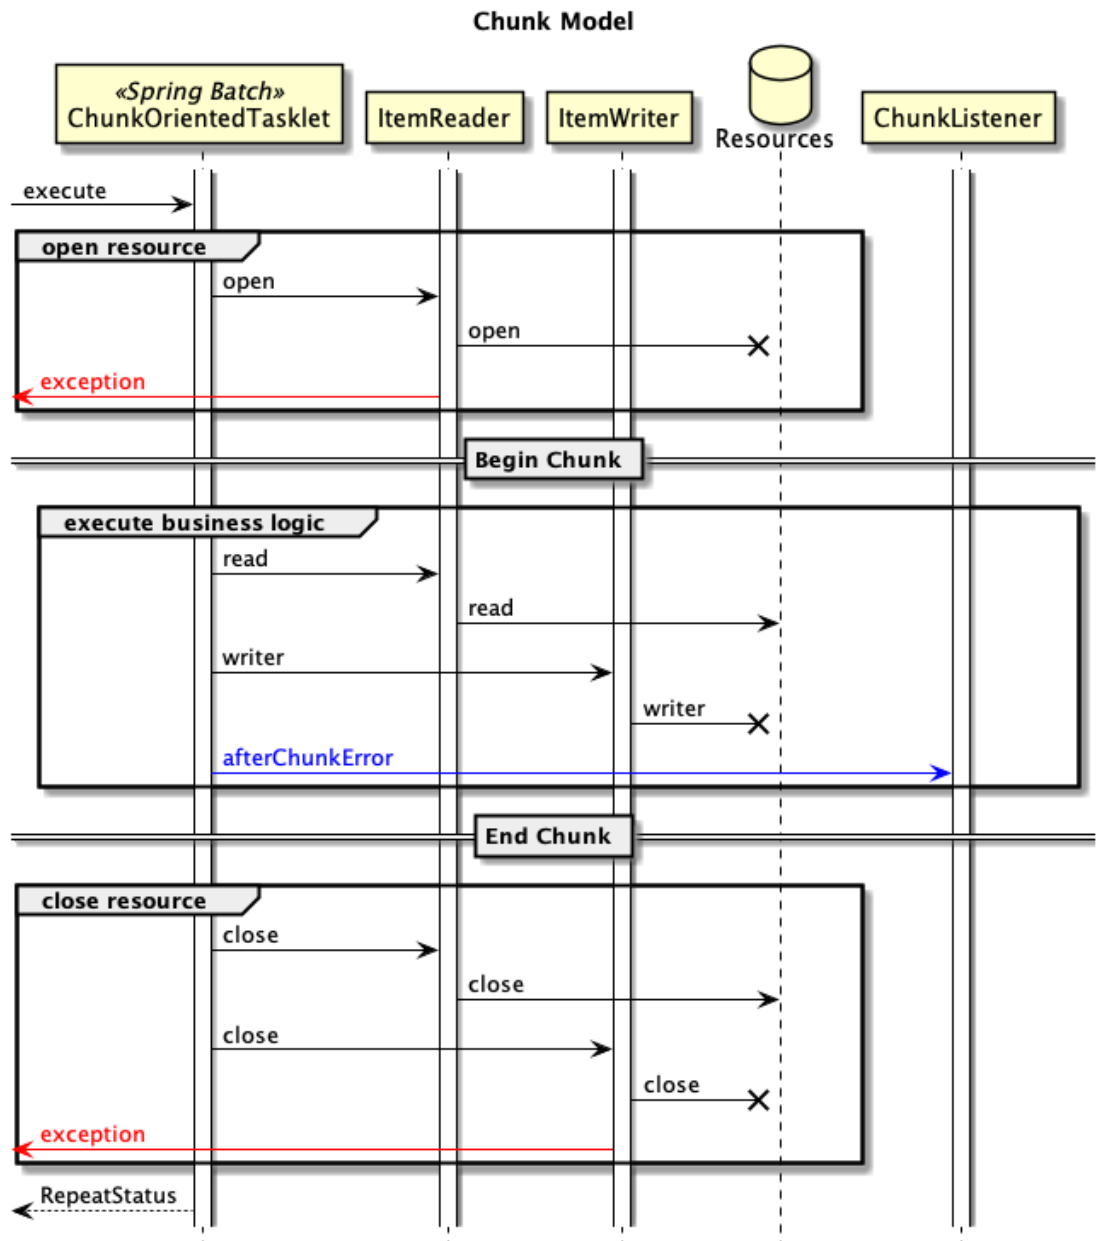 Chunk Model
«Spring Batch»
ChunkOrientedTasklet
ItemReader
ItemWriter
Resources
ChunkListener
execute
open resource
open
open
exception
Begin Chunk
execute business logic
read
read
writer
writer
afterChunkError
End Chunk
close resource
close
close
close
close
exception
RepeatStatus